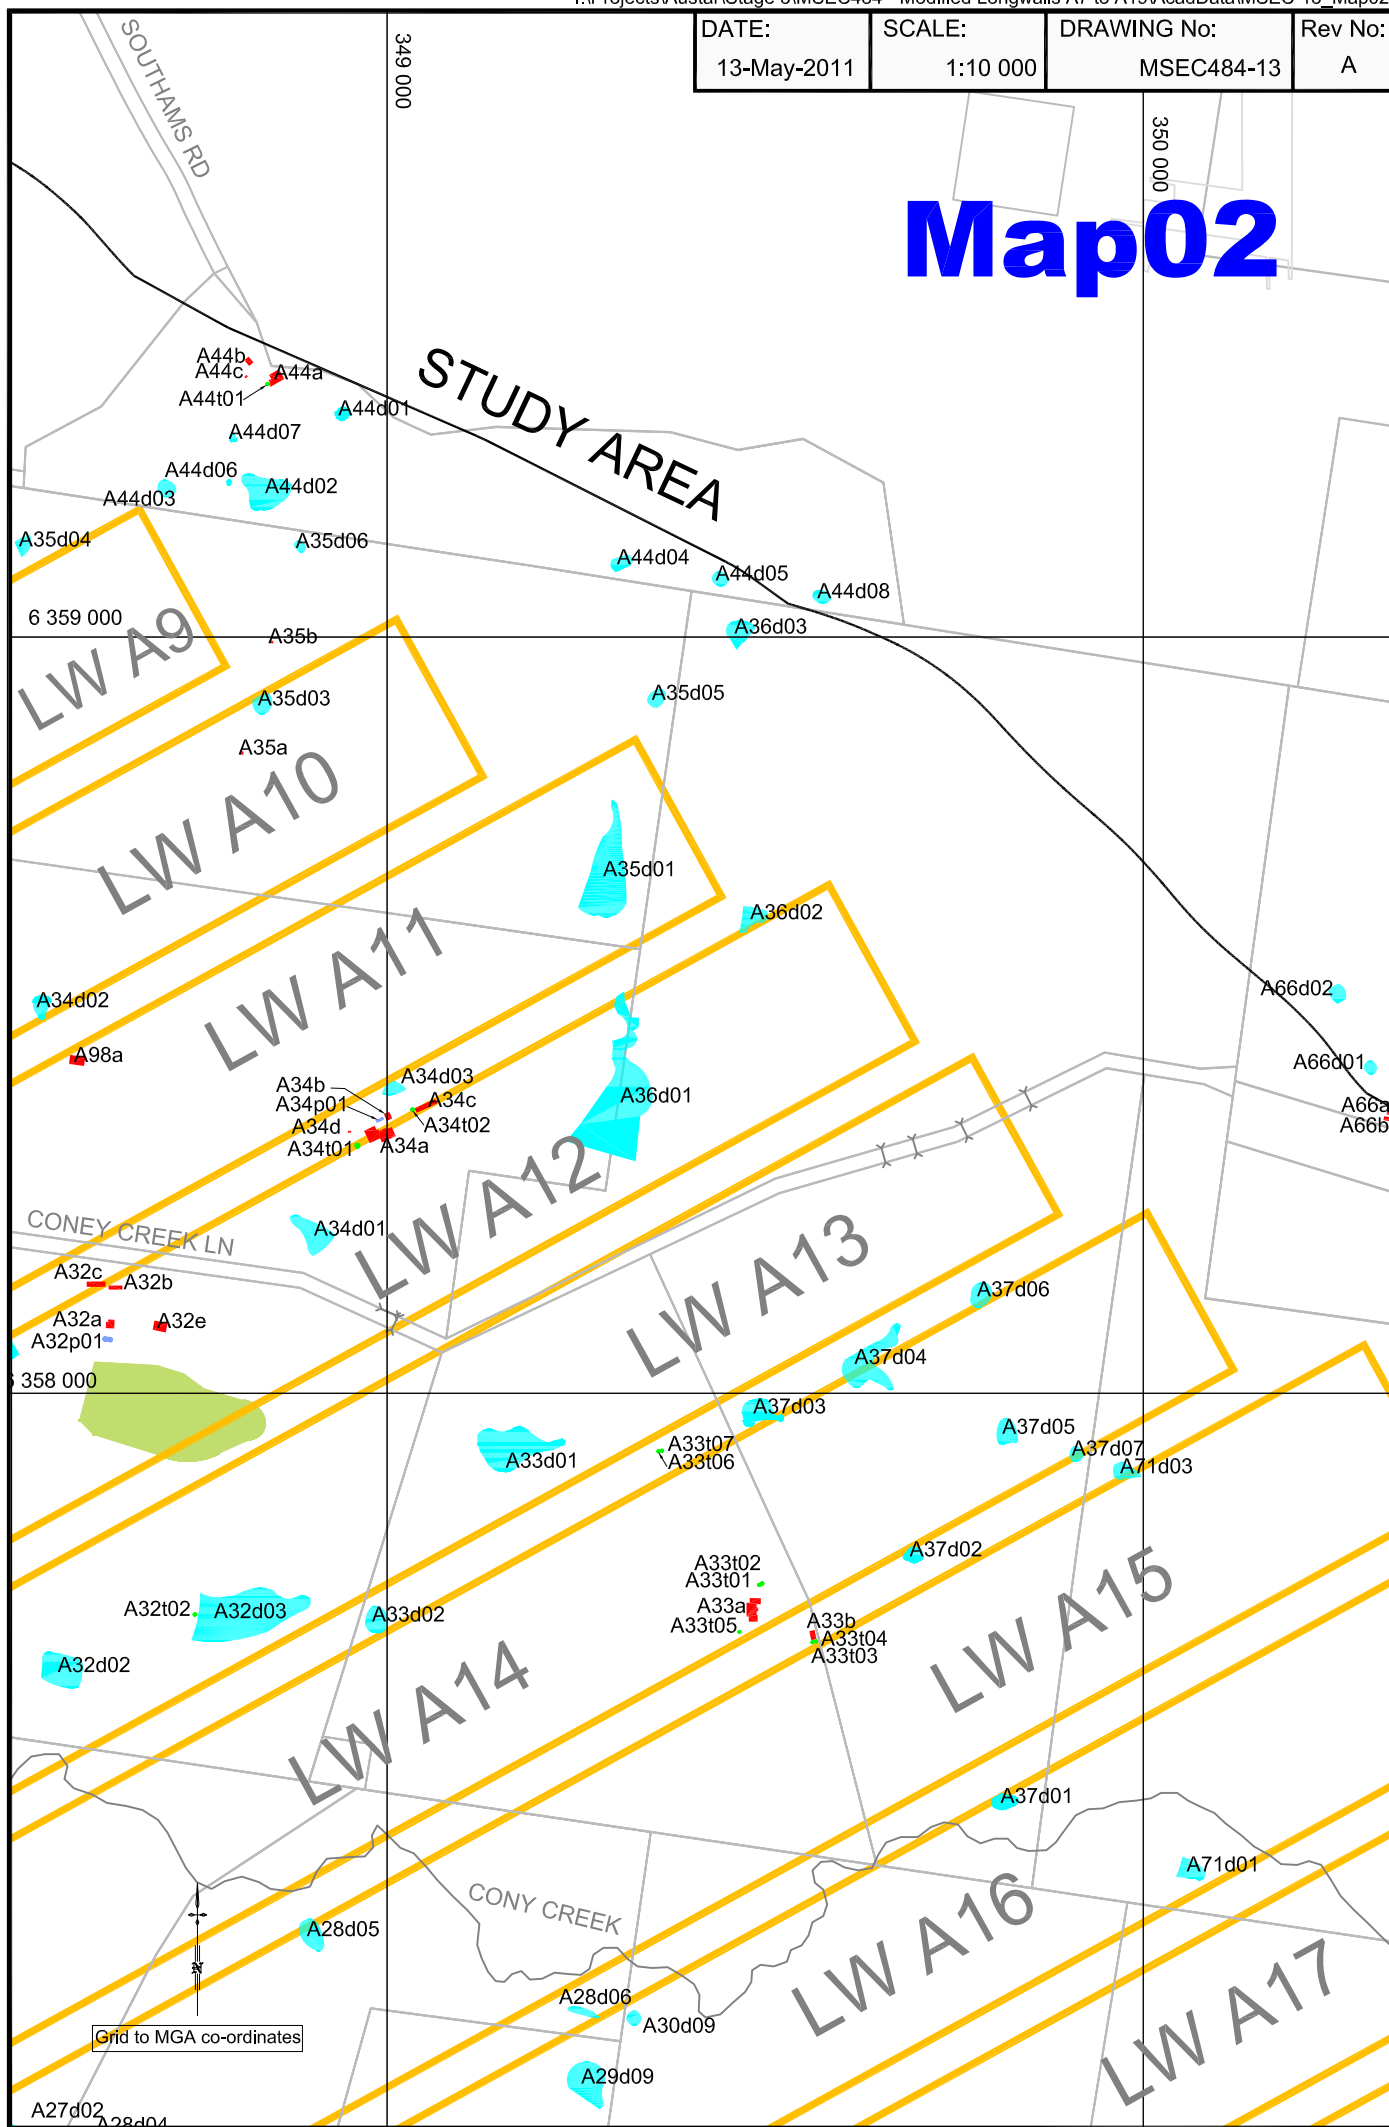 DATE:
SCALE:
DRAWING No:
Rev No:
13-May-2011
1:10 000
MSEC484-13
A
SOUTHAMS RD
349 000
350 000
Map02
STUDY AREA
A44b
A44c
A44a
A44t01
A44d01
A44d07
A44d06
A44d02
A44d03
A35d04
A35d06
A44d04
A44d05
A44d08
6 359 000
A35b
A36d03
LW A9
A35d03
A35d05
A35a
LW A10
A35d01
A36d02
LW A11
A34d02
A66d02
A98a
A66d01
A34b
A34d03
A34p01
A34c
A36d01
A66a
A34d
A34t02
A66b
A34t01
A34a
LW A12
CONEY CREEK LN
A34d01
LW A13
A32c
A32b
A37d06
A32a
A32e
A32p01
A37d04
358 000
A37d03
A37d05
A33t07
A33t06
A33d01
A37d07
A71d03
A37d02
A33t02
A33t01
LW A15
A32t02
A32d03
A33d02
A33a
A33t05
A33b
A33t04
A33t03
A32d02
LW A14
A37d01
A71d01
CONY CREEK
LW A16
A28d05
N
LW A17
A28d06
A30d09
Grid to MGA co-ordinates
A29d09
A27d02
A28d04